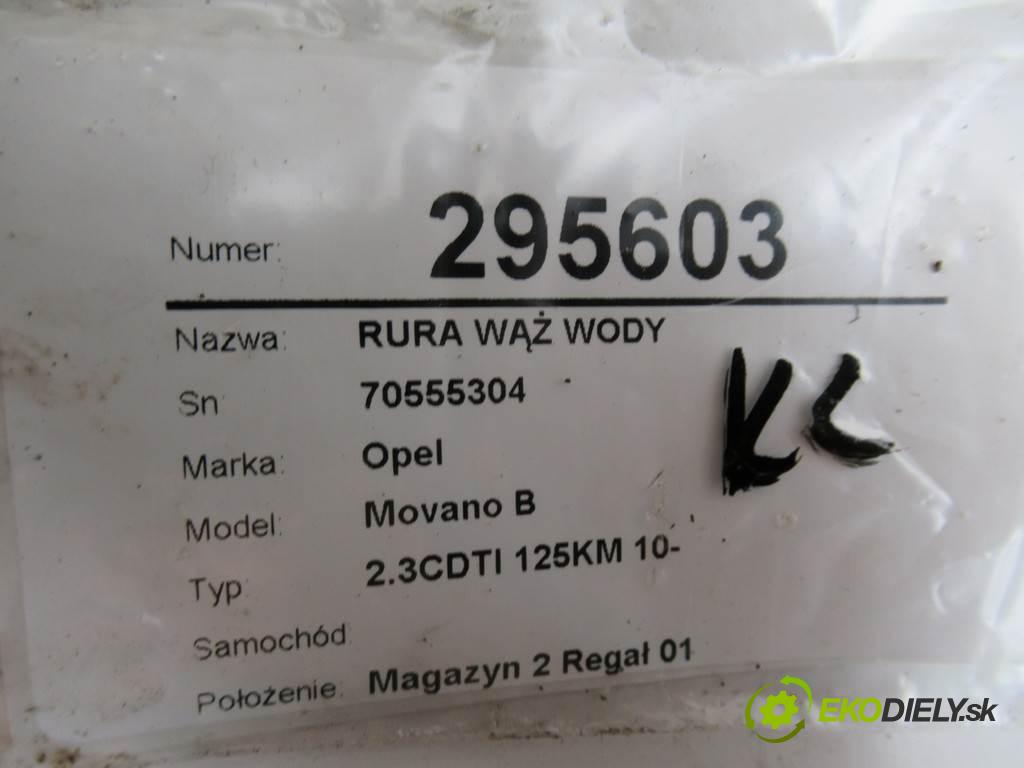 Numer: 295603
Nazwa: RURA WĄŻ WODY
Sn 70555304
Marka: Opel
Model: Movano B
Typ 2.3CDTI 125KM 10-
Samochód
Położenie: Magazyn 2 Regał 01
EKODIELY.sk